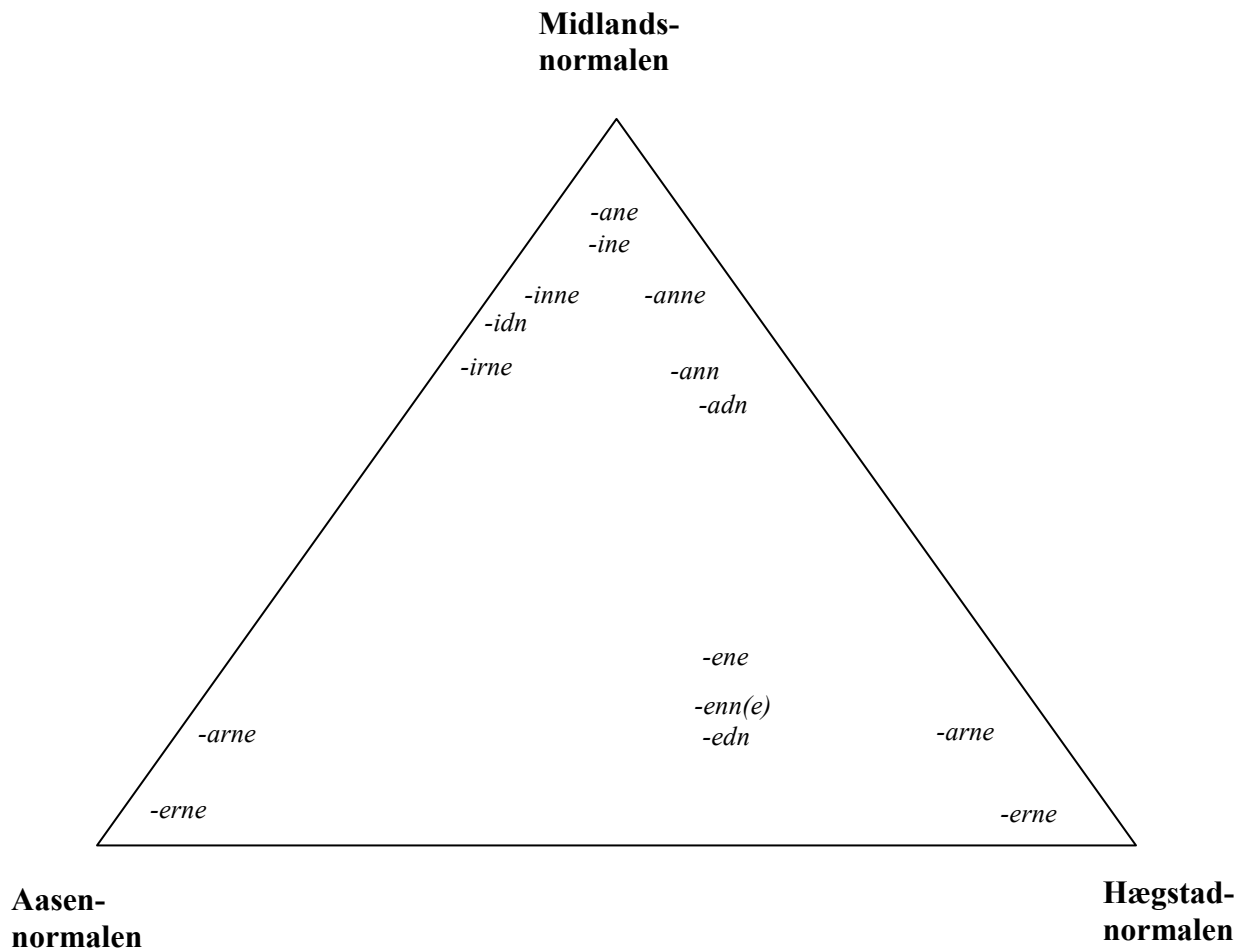 Midlands-
normalen
-ane
-ine
-inne
-anne
-idn
-irne
-ann
-adn
-ene
-enn(e)
-edn
-arne
-arne
-erne
-erne
Aasen-
normalen
Hægstad-
normalen